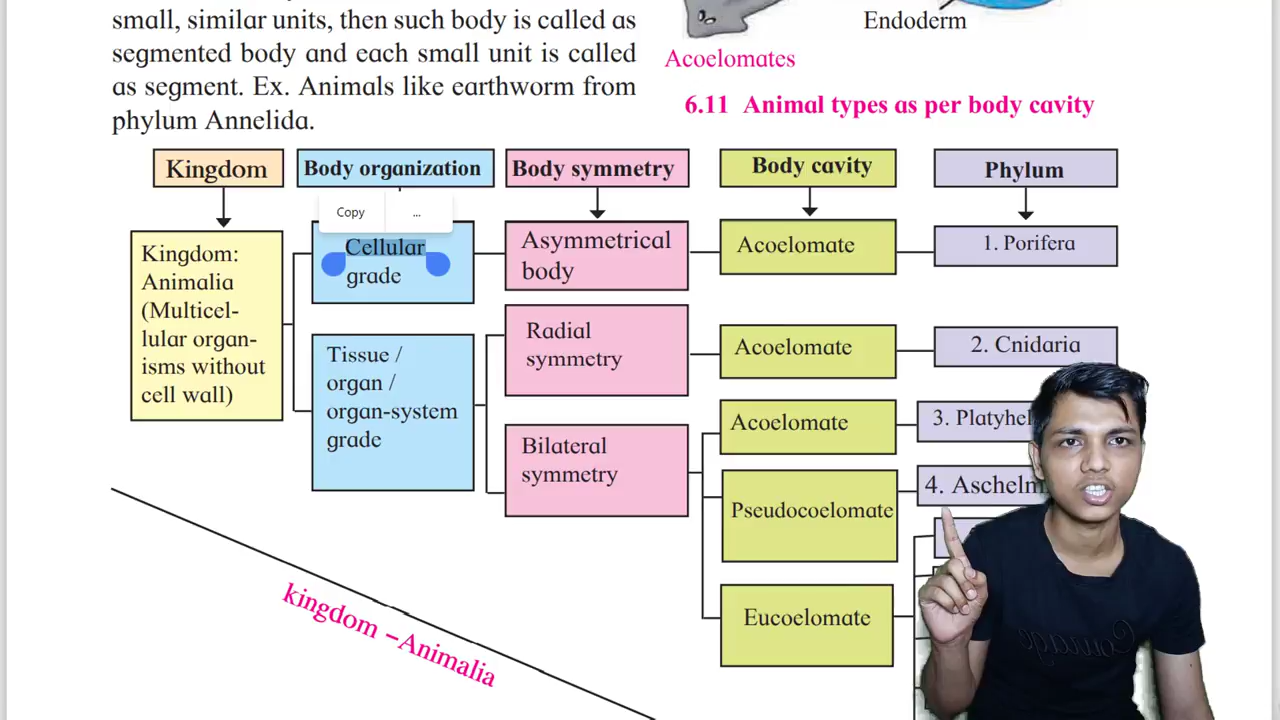 small, similar units, then such body is called as
segmented body and each small unit is called
as segment. Ex. Animals like earthworm from
phylum Annelida.
Endoderm
Acoelomates
6.11 Animal types as per body cavity
Kingdom
Body organization
Body symmetry
Body cavity
Phylum
Copy
...
Kingdom:
Animalia
(Multicel-
lular organ-
isms without
cell wall)
Cellular
grade
Tissue /
organ /
organ-system
grade
Asymmetrical
body
Radial
symmetry
Bilateral
symmetry
Acoelomate
Acoelomate
Acoelomate
Pseudocoelomate
Eucoelomate
1. Porifera
2. Cnidaria
3. Platyhel
4. Aschelm
kingdom –Animalia
Courage